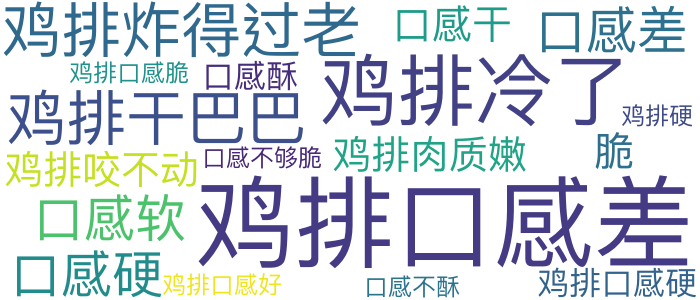 鸡排炸得过老
口感干
口感差
鸡排口感脆
口感酥
鸡排冷了
鸡排干巴巴
鸡排硬
口感不够脆
鸡排肉质嫩
脆
鸡排咬不动
鸡排口感差
口感软
口感硬
鸡排口感好
口感不酥
鸡排口感硬